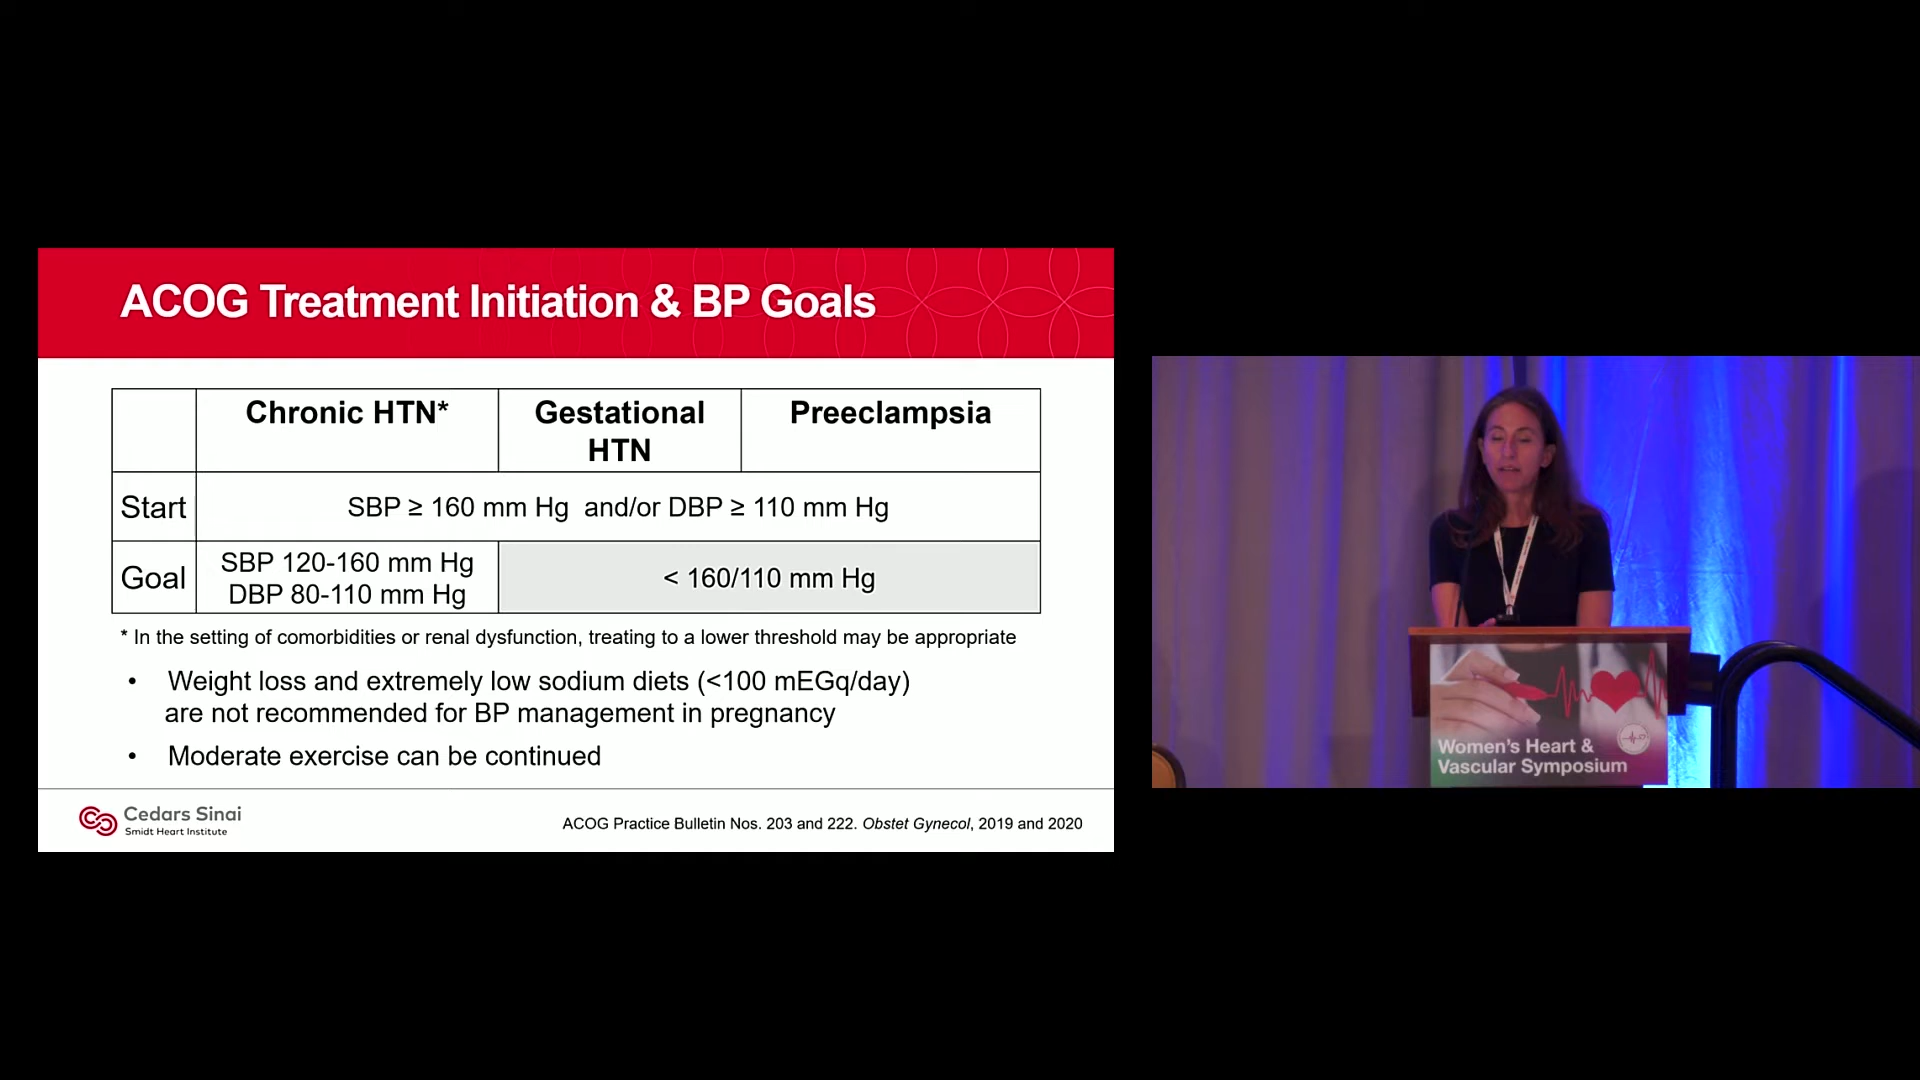 ACOG Treatment Initiation & BP Goals
Chronic HTN*
Gestational
HTN
Preeclampsia
Start
SBP ≥ 160 mm Hg and/or DBP ≥ 110 mm Hg
Goal
SBP 120-160 mm Hg
DBP 80-110 mm Hg
< 160/110 mm Hg
* In the setting of comorbidities or renal dysfunction, treating to a lower threshold may be appropriate
• Weight loss and extremely low sodium diets (<100 mEGq/day)
are not recommended for BP management in pregnancy
• Moderate exercise can be continued
Cedars Sinai
Smidt Heart Institute
ACOG Practice Bulletin Nos. 203 and 222. Obstet Gynecol, 2019 and 2020
Women's Heart &
Vascular Symposium